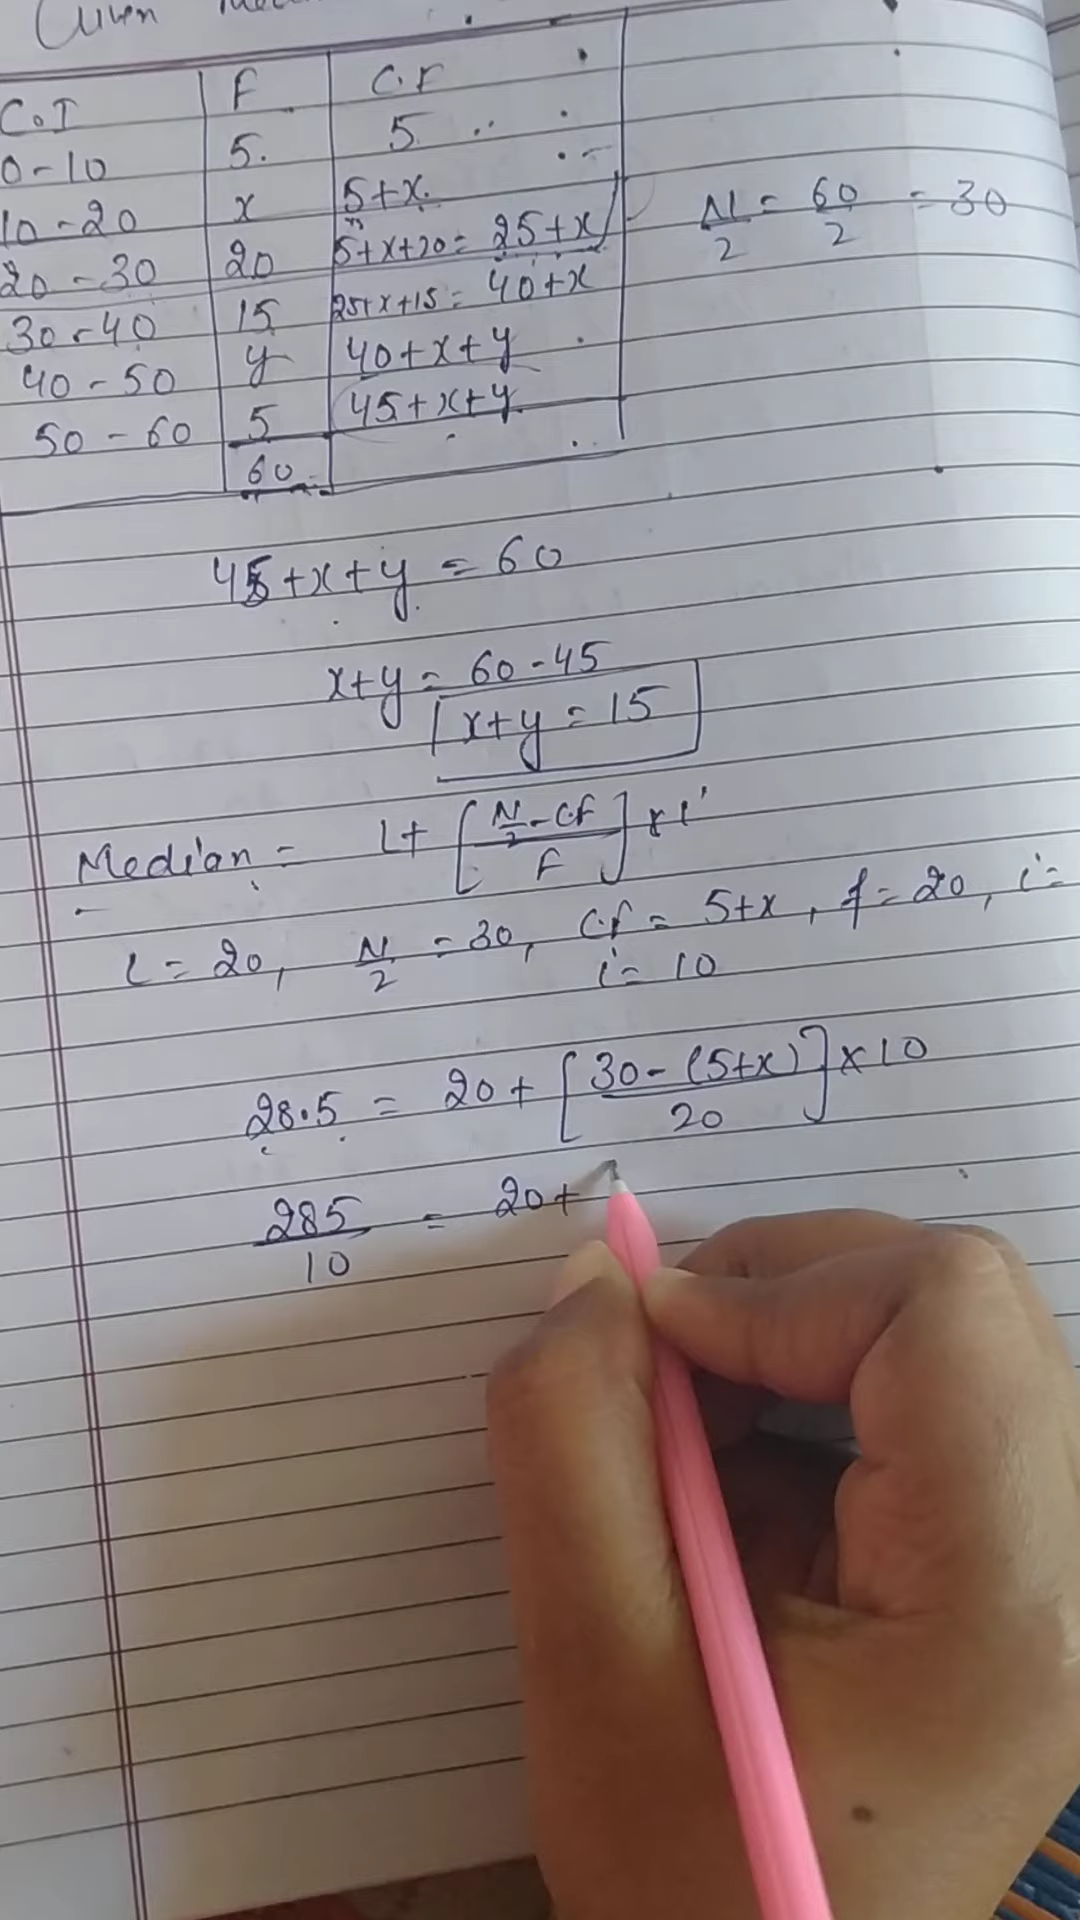 Given
C.I F C.F
0-10 5. 5
10-20 x 5+x.
20-30 20 5+x+20= 25+x
30-40 15 25+x+15= 40+x
40-50 y 40+x+y
50-60 5 45+x+y
60
N/2 = 60/2 = 30
45+x+y = 60
x+y = 60-45
x+y = 15
Median = L+ [N/2-CF/F] x i
L = 20, N/2 = 30, Cf = 5+x, f = 20, i=
i= 10
28.5 = 20+ [30-(5+x)/20] x10
285/10 = 20+